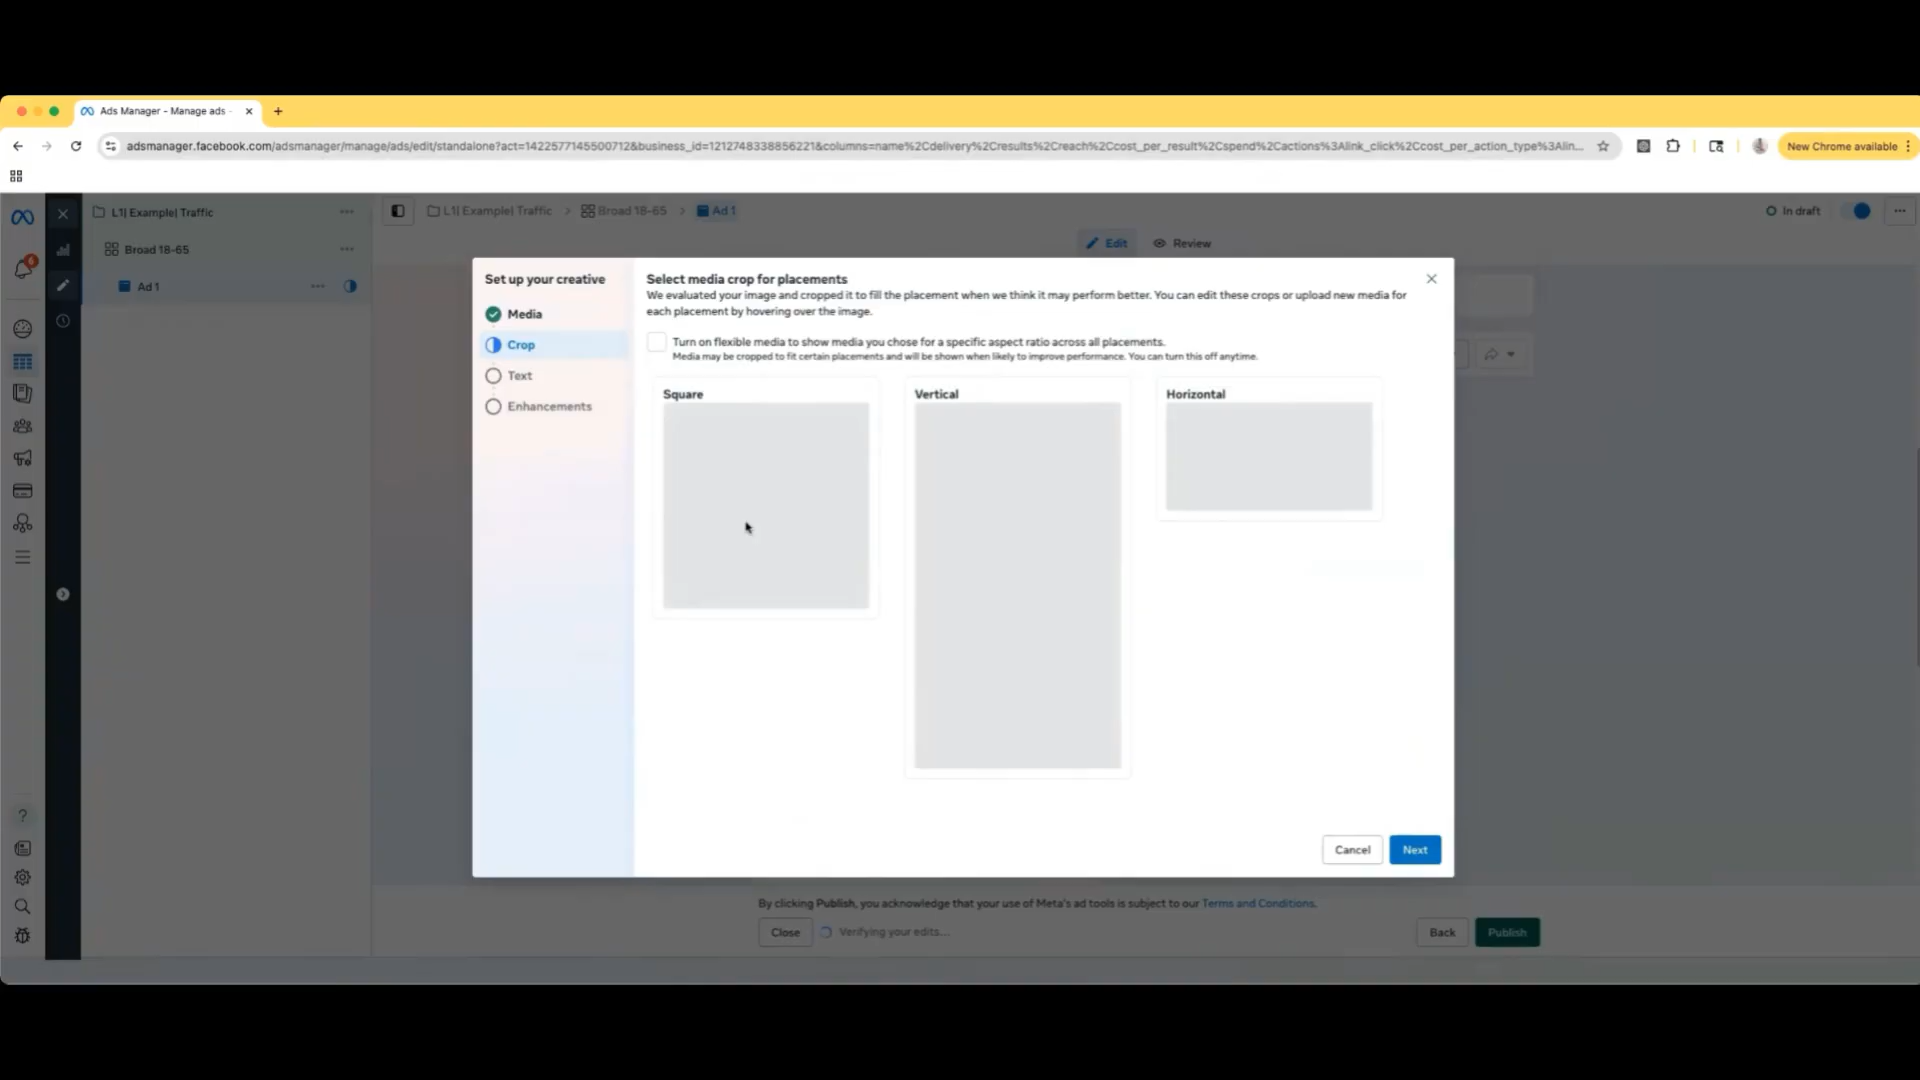 Ads Manager - Manage ads
adsmanager.facebook.com/adsmanager/manage/ads/edit/standalone?act=1422577145500712&business_id=1212748338856221&columns=name%2Cdelivery%2Cresults%2Creach%2Ccost_per_result%2Cspend%2Cactions%3Alink_click%2Ccost_per_action_type%3Alin...
New Chrome available
6
L1| Example| Traffic
L1| Example| Traffic > Broad 18-65 > Ad 1
In draft
Edit
Review
Broad 18-65
Ad 1
Set up your creative
Media
Crop
Text
Enhancements
Select media crop for placements
We evaluated your image and cropped it to fill the placement when we think it may perform better. You can edit these crops or upload new media for
each placement by hovering over the image.
Turn on flexible media to show media you chose for a specific aspect ratio across all placements.
Media may be cropped to fit certain placements and will be shown when likely to improve performance. You can turn this off anytime.
Square
Vertical
Horizontal
Cancel
Next
By clicking Publish, you acknowledge that your use of Meta's ad tools is subject to our Terms and Conditions.
Close
Verifying your edits...
Back
Publish